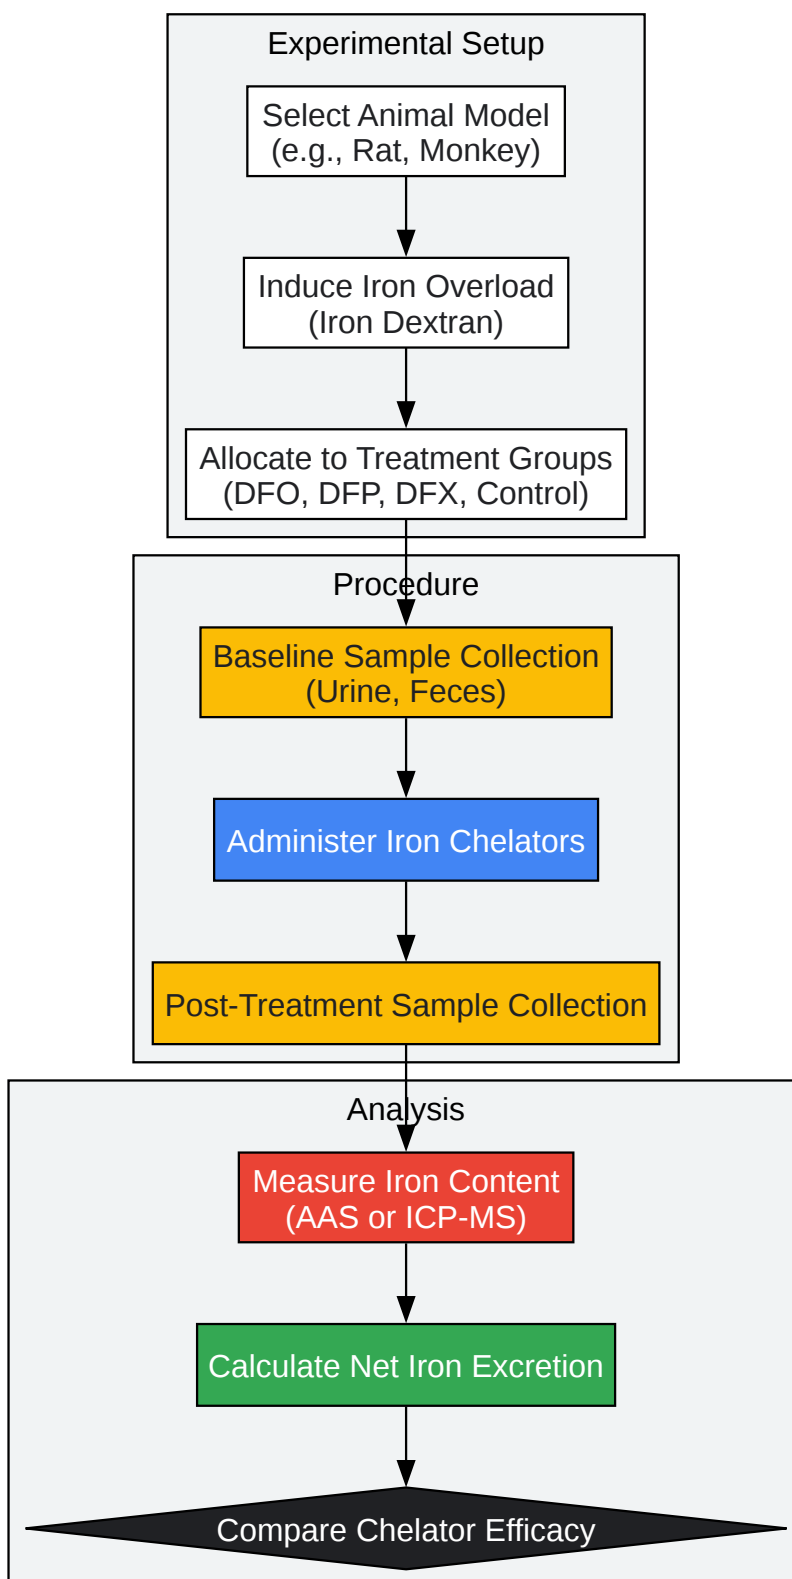 Experimental Setup
Select Animal Model
(e.g., Rat, Monkey)
Induce Iron Overload
(Iron Dextran)
Allocate to Treatment Groups
(DFO, DFP, DFX, Control)
Procedure
Baseline Sample Collection
(Urine, Feces)
Administer Iron Chelators
Post-Treatment Sample Collection
Analysis
Measure Iron Content
(AAS or ICP-MS)
Calculate Net Iron Excretion
Compare Chelator Efficacy